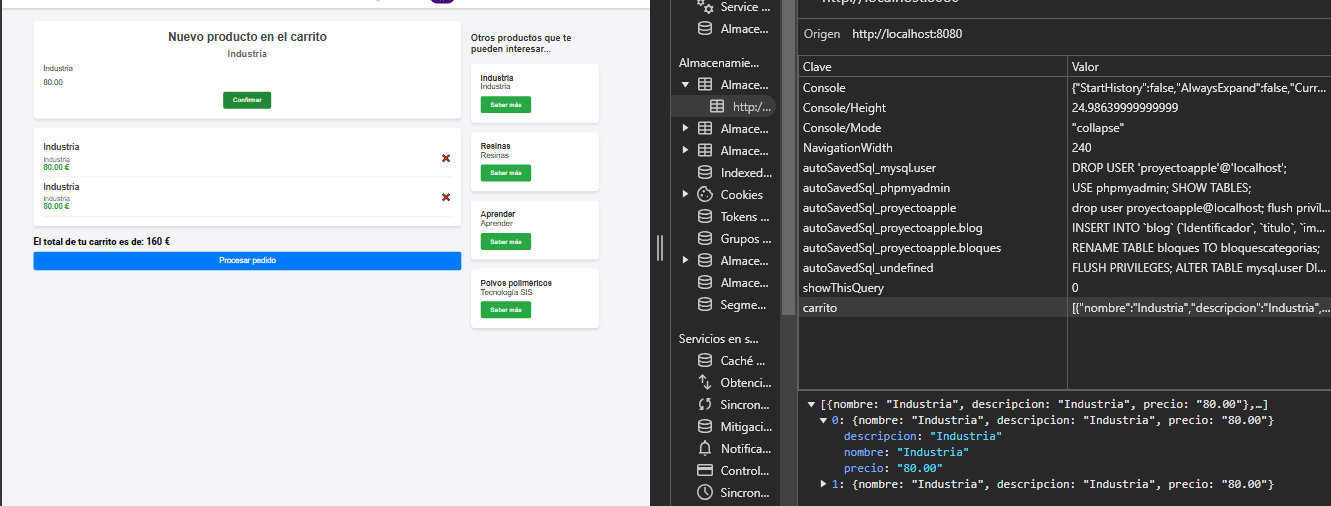 Nuevo producto en el carrito
Industria
Industria
80.00
Confirmar
Industria
Industria
80.00 €
Industria
Industria
80.00 €
El total de tu carrito es de: 160 €
Procesar pedido
Otros productos que te
pueden interesar...
Industria
Industria
Saber más
Resinas
Resinas
Saber más
Aprender
Aprender
Saber más
Polvos poliméricos
Tecnología SIS
Saber más
Service ...
Almace...
Almacenamie...
Almace...
http:/...
Almace...
Almace...
Indexed...
Cookies
Tokens ...
Grupos ...
Almace...
Almace...
Segme...
Servicios en s...
Caché ...
Obtenci...
Sincron...
Mitigaci...
Notifica...
Control...
Sincron...
http://localhost:8080
Origen http://localhost:8080
Clave Valor
Console {"StartHistory":false,"AlwaysExpand":false,"Curr...
Console/Height 24.98639999999999
Console/Mode "collapse"
NavigationWidth 240
autoSavedSql_mysql.user DROP USER 'proyectoapple'@'localhost';
autoSavedSql_phpmyadmin USE phpmyadmin; SHOW TABLES;
autoSavedSql_proyectoapple drop user proyectoapple@localhost; flush privil...
autoSavedSql_proyectoapple.blog INSERT INTO `blog` (`Identificador`, `titulo`, `im...
autoSavedSql_proyectoapple.bloques RENAME TABLE bloques TO bloquescategorias;
autoSavedSql_undefined FLUSH PRIVILEGES; ALTER TABLE mysql.user DI...
showThisQuery 0
carrito [{"nombre":"Industria","descripcion":"Industria",...
[{nombre: "Industria", descripcion: "Industria", precio: "80.00"},…]
0: {nombre: "Industria", descripcion: "Industria", precio: "80.00"}
descripcion: "Industria"
nombre: "Industria"
precio: "80.00"
1: {nombre: "Industria", descripcion: "Industria", precio: "80.00"}